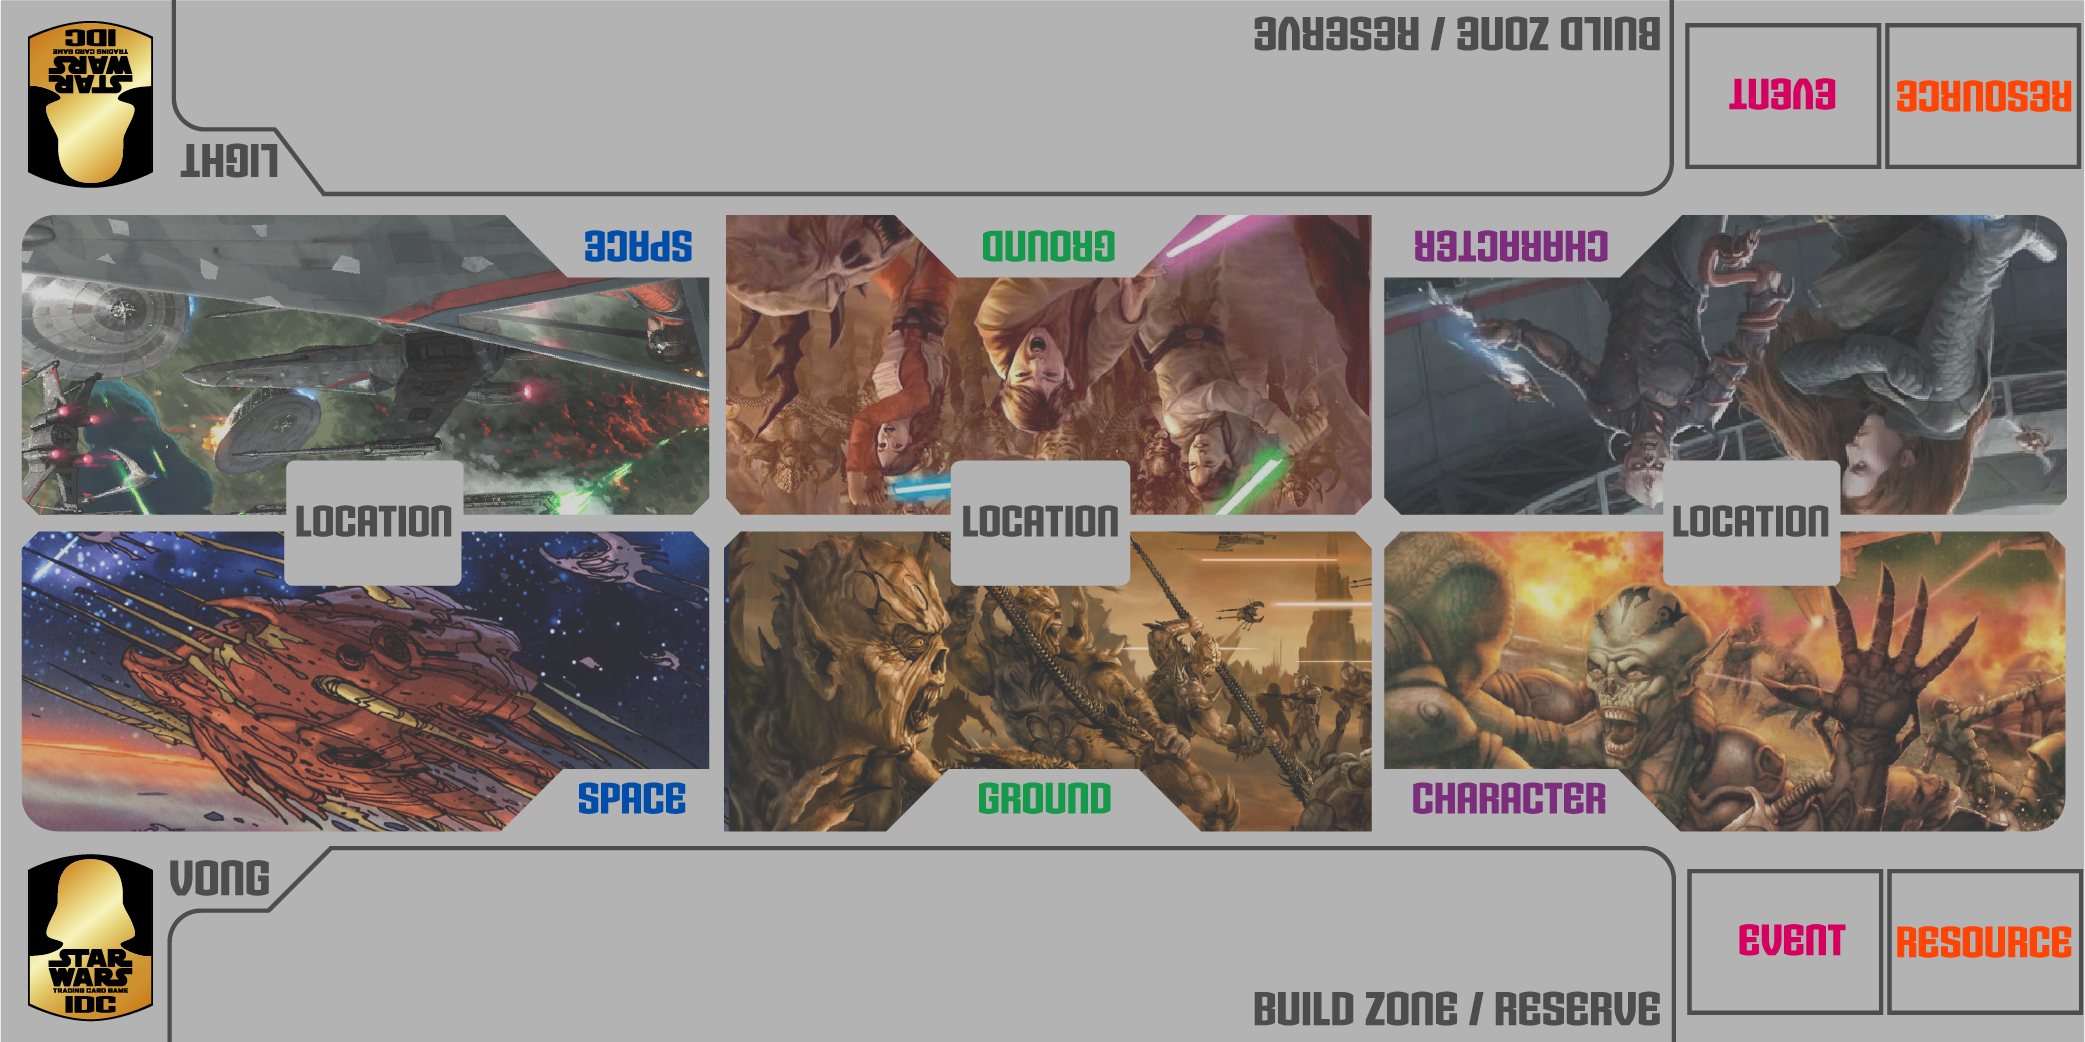 IDC
TRADING CARD GAME
WARS
STAR
LIGHT
BUILD ZONE / RESERVE
EVENT
RESOURCE
SPACE
GROUND
CHARACTER
LOCATION
LOCATION
LOCATION
SPACE
GROUND
CHARACTER
VONG
STAR
WARS
TRADING CARD GAME
IDC
BUILD ZONE / RESERVE
EVENT
RESOURCE